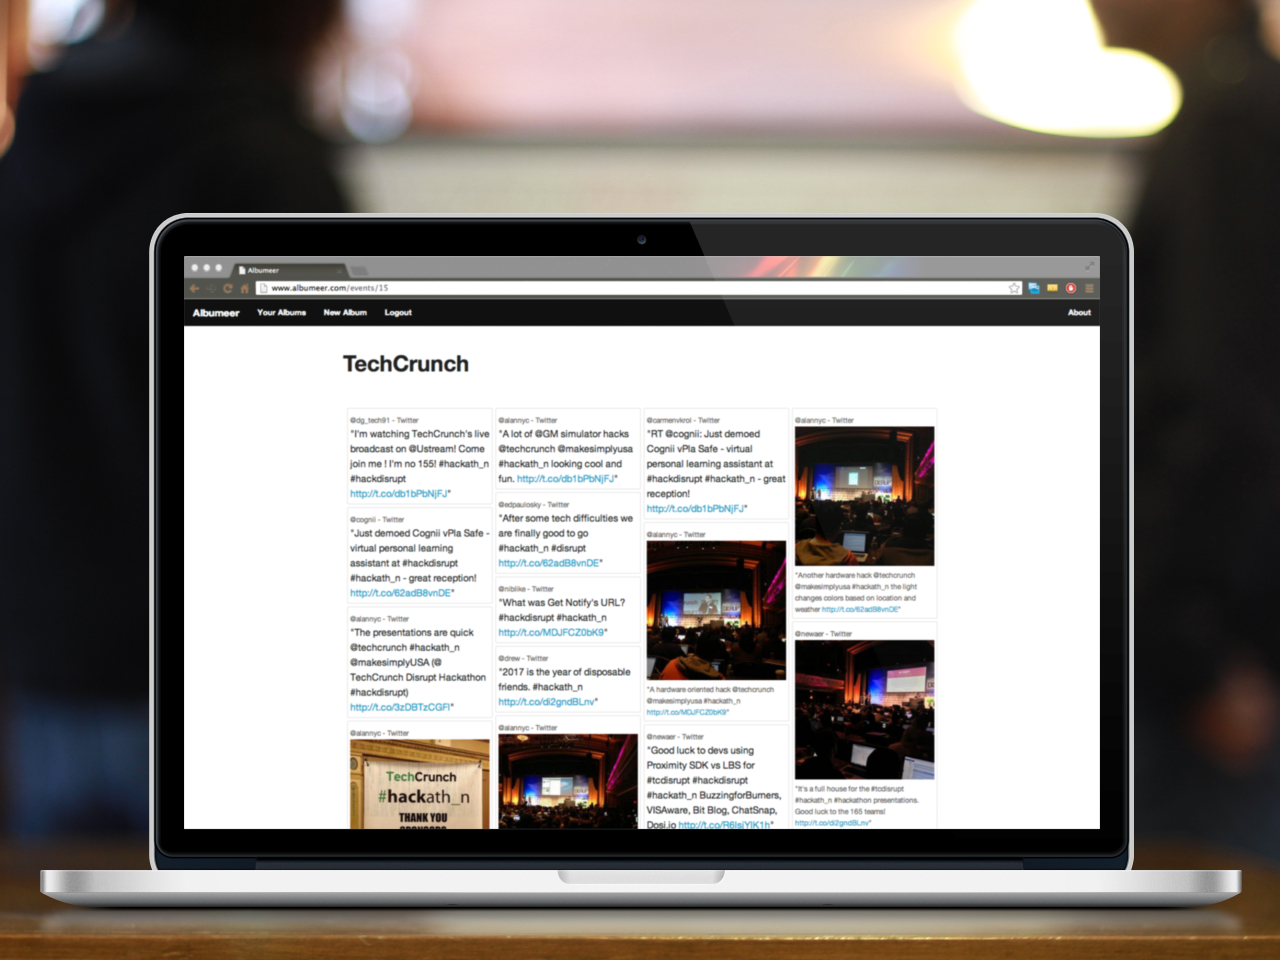 Albumeer
www.albumeer.com/events/15
Albumeer Your Albums New Album Logout About
TechCrunch
@dg_tech91 - Twitter
"I'm watching TechCrunch's live
broadcast on @Ustream! Come
join me ! I'm no 155! #hackath_n
#hackdisrupt
http://t.co/db1bPbNjFJ"
@cognii - Twitter
"Just demoed Cognii vPla Safe -
virtual personal learning
assistant at #hackdisrupt
#hackath_n - great reception!
http://t.co/62adB8vnDE"
@alannyc - Twitter
"The presentations are quick
@techcrunch #hackath_n
@makesimplyUSA (@
TechCrunch Disrupt Hackathon
#hackdisrupt)
http://t.co/3zDBTzCGFI"
@alannyc - Twitter
TechCrunch
#hackath_n
THANK YOU
SPONSORS
@alannyc - Twitter
"A lot of @GM simulator hacks
@techcrunch @makesimplyusa
#hackath_n looking cool and
fun. http://t.co/db1bPbNjFJ"
@edpaulosky - Twitter
"After some tech difficulties we
are finally good to go
#hackath_n #disrupt
http://t.co/62adB8vnDE"
@niblike - Twitter
"What was Get Notify's URL?
#hackdisrupt #hackath_n
http://t.co/MDJFCZ0bK9"
@drew - Twitter
"2017 is the year of disposable
friends. #hackath_n
http://t.co/di2gndBLnv"
@alannyc - Twitter
@carmenvkrol - Twitter
"RT @cognii: Just demoed
Cognii vPla Safe - virtual
personal learning assistant at
#hackdisrupt #hackath_n - great
reception!
http://t.co/db1bPbNjFJ"
@alannyc - Twitter
"A hardware oriented hack @techcrunch
@makesimplyusa #hackath_n
http://t.co/MDJFCZ0bK9"
@newaer - Twitter
"Good luck to devs using
Proximity SDK vs LBS for
#tcdisrupt #hackdisrupt
#hackath_n BuzzingforBurners,
VISAware, Bit Blog, ChatSnap,
Dosi.io http://t.co/R6IsjYIK1h"
@alannyc - Twitter
"Another hardware hack @techcrunch
@makesimplyusa #hackath_n the light
changes colors based on location and
weather http://t.co/62adB8vnDE"
@newaer - Twitter
"It's a full house for the #tcdisrupt
#hackath_n #hackathon presentations.
Good luck to the 165 teams!
http://t.co/di2gndBLnv"